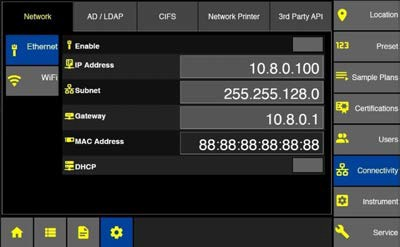 Network AD / LDAP CIFS Network Printer 3rd Party API Location
Ethernet Enable
IP Address 10.8.0.100 123 Preset
WiFi Subnet 255.255.128.0 Sample Plans
Gateway 10.8.0.1 Certifications
MAC Address 88:88:88:88:88:88 Users
DHCP Connectivity
Instrument
Service